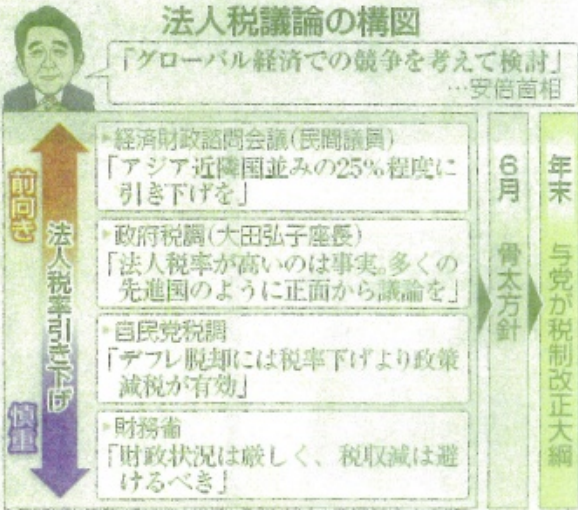 法人税議論の構図
「グローバル経済での競争を考えて検討」
…安倍首相
前向き
法人税率引き下げ
慎重
▶経済財政諮問会議(民間議員)
「アジア近隣国並みの25%程度に
引き下げを」
▶政府税調(大田弘子座長)
「法人税率が高いのは事実。多くの
先進国のように正面から議論を」
▶自民党税調
「デフレ脱却には税率下げより政策
減税が有効」
▶財務省
「財政状況は厳しく、税収減は避
けるべき」
6月 骨太方針
年末 与党が税制改正大綱